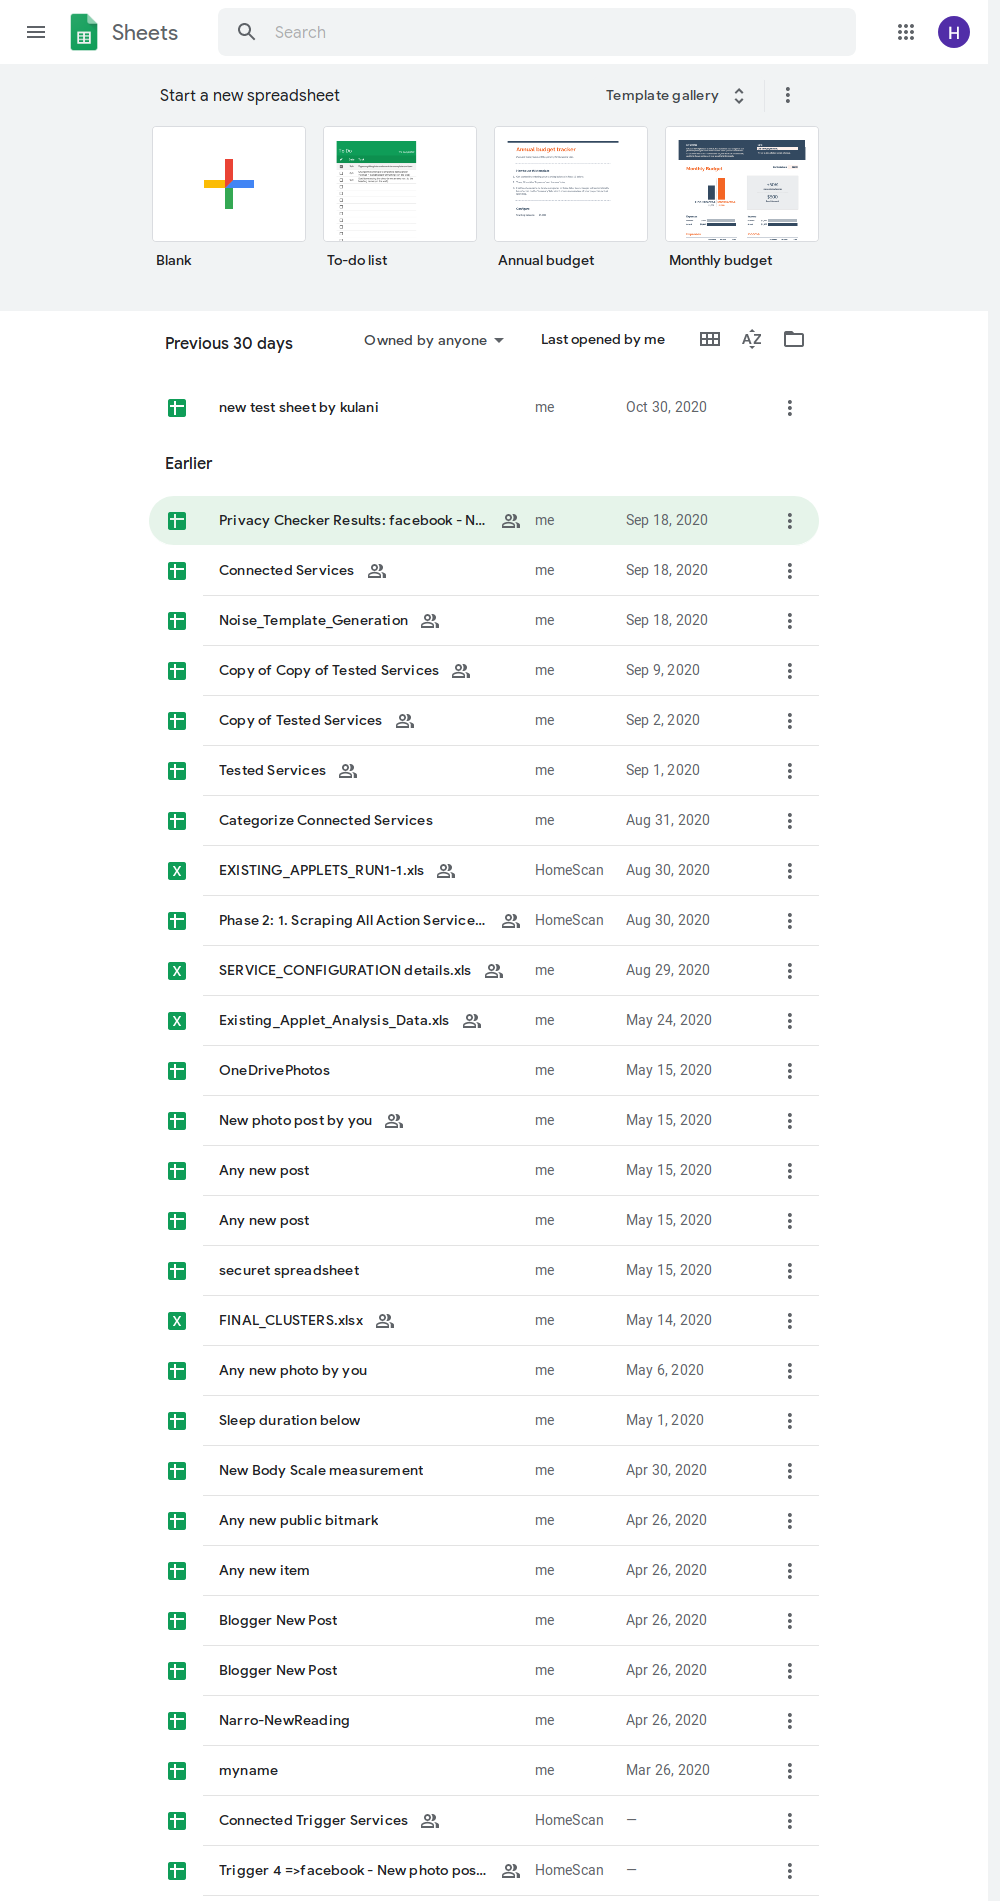 Sheets
Search
H
Start a new spreadsheet
Template gallery
To Do
Annual budget tracker
Monthly Budget
Blank
To-do list
Annual budget
Monthly budget
Previous 30 days
Owned by anyone
Last opened by me
AZ
new test sheet by kulani me Oct 30, 2020
Earlier
Privacy Checker Results: facebook - N... me Sep 18, 2020
Connected Services me Sep 18, 2020
Noise_Template_Generation me Sep 18, 2020
Copy of Copy of Tested Services me Sep 9, 2020
Copy of Tested Services me Sep 2, 2020
Tested Services me Sep 1, 2020
Categorize Connected Services me Aug 31, 2020
X EXISTING_APPLETS_RUN1-1.xls HomeScan Aug 30, 2020
Phase 2: 1. Scraping All Action Service... HomeScan Aug 30, 2020
X SERVICE_CONFIGURATION details.xls me Aug 29, 2020
X Existing_Applet_Analysis_Data.xls me May 24, 2020
OneDrivePhotos me May 15, 2020
New photo post by you me May 15, 2020
Any new post me May 15, 2020
Any new post me May 15, 2020
securet spreadsheet me May 15, 2020
X FINAL_CLUSTERS.xlsx me May 14, 2020
Any new photo by you me May 6, 2020
Sleep duration below me May 1, 2020
New Body Scale measurement me Apr 30, 2020
Any new public bitmark me Apr 26, 2020
Any new item me Apr 26, 2020
Blogger New Post me Apr 26, 2020
Blogger New Post me Apr 26, 2020
Narro-NewReading me Apr 26, 2020
myname me Mar 26, 2020
Connected Trigger Services HomeScan —
Trigger 4 =>facebook - New photo pos... HomeScan —